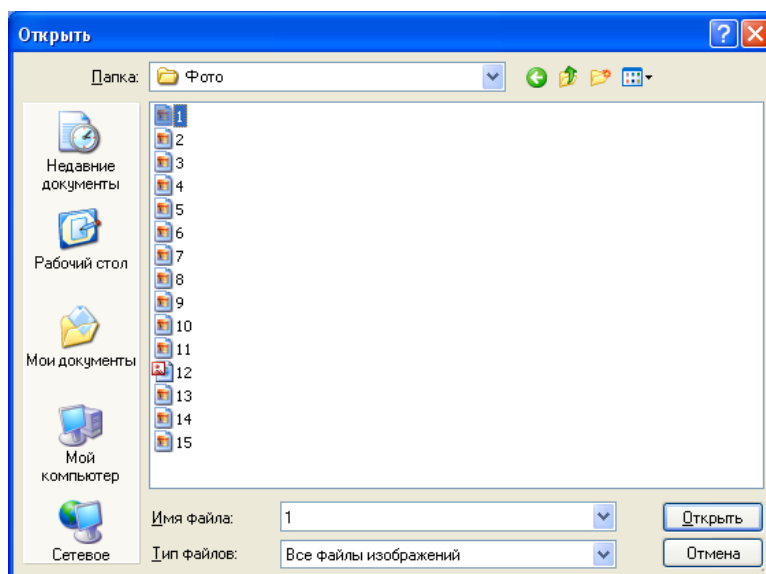 Открыть
Папка:
Фото
Недавние
документы
Рабочий стол
Мои документы
Мой
компьютер
Сетевое
1
2
3
4
5
6
7
8
9
10
11
12
13
14
15
Имя файла:
1
Открыть
Тип файлов:
Все файлы изображений
Отмена